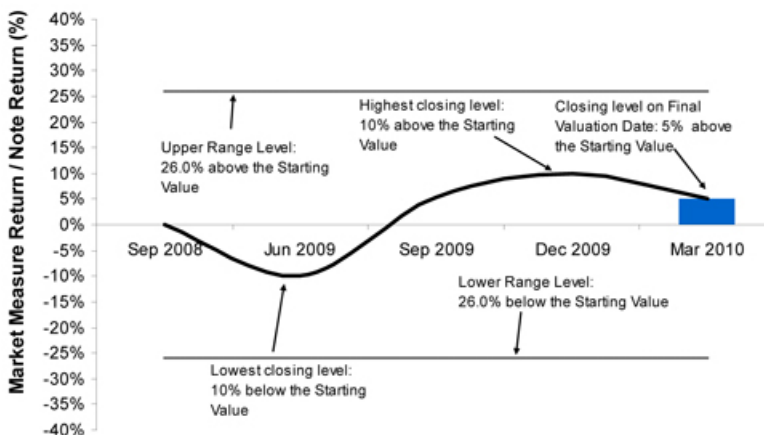 Market Measure Return / Note Return (%)
40%
35%
30%
25%
20%
15%
10%
5%
0%
-5%
-10%
-15%
-20%
-25%
-30%
-35%
-40%
Upper Range Level:
26.0% above the Starting
Value
Highest closing level:
10% above the Starting
Value
Closing level on Final
Valuation Date: 5% above
the Starting Value
Sep 2008
Jun 2009
Sep 2009
Dec 2009
Mar 2010
Lower Range Level:
26.0% below the Starting Value
Lowest closing level:
10% below the Starting
Value